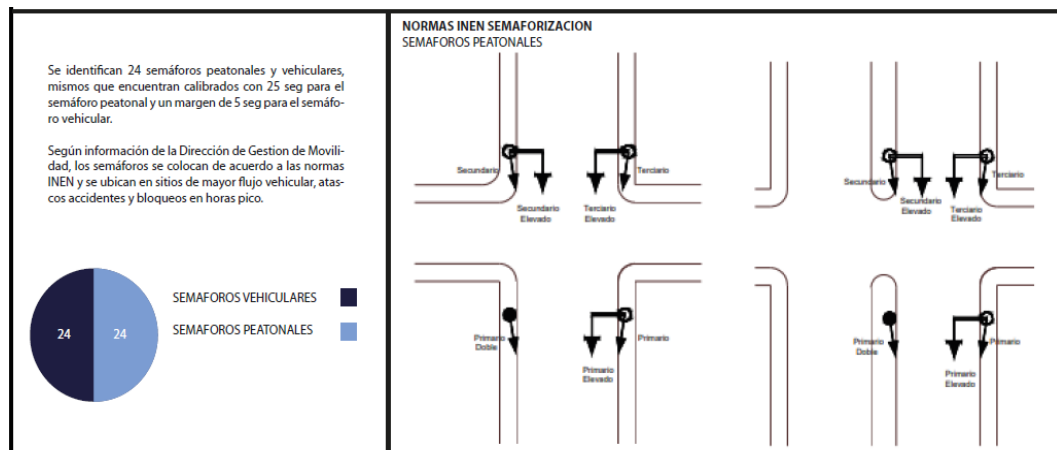 Se identifican 24 semáforos peatonales y vehiculares,
mismos que encuentran calibrados con 25 seg para el
semáforo peatonal y un margen de 5 seg para el semáfo-
ro vehicular.
Según información de la Dirección de Gestion de Movili-
dad, los semáforos se colocan de acuerdo a las normas
INEN y se ubican en sitios de mayor flujo vehicular, atas-
cos accidentes y bloqueos en horas pico.
24
24
SEMAFOROS VEHICULARES
SEMAFOROS PEATONALES
NORMAS INEN SEMAFORIZACION
SEMAFOROS PEATONALES
Secundario
Terciario
Secundario
Elevado
Terciario
Elevado
Primario
Doble
Primario
Primario
Elevado
Secundario
Terciario
Secundario
Elevado
Terciario
Elevado
Primario
Doble
Primario
Primario
Elevado